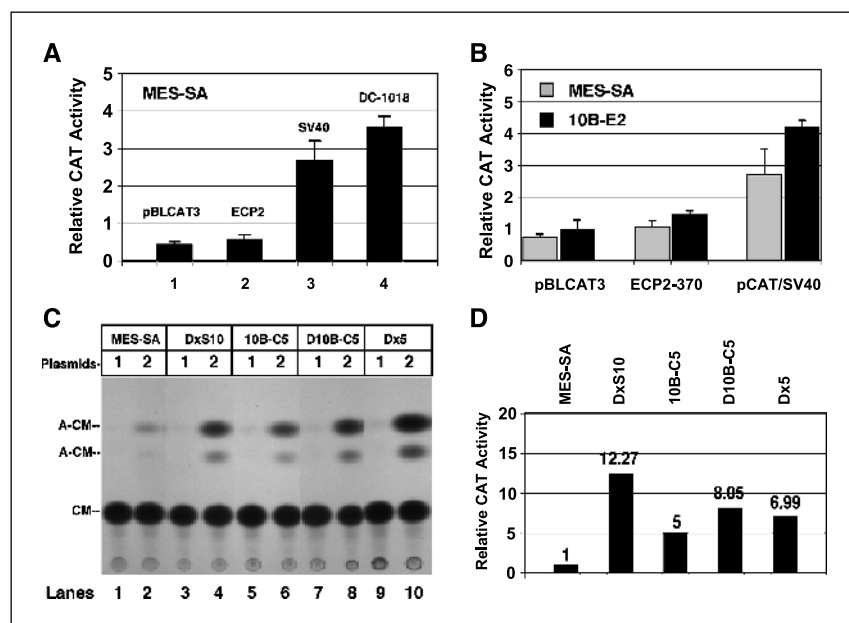 A
Relative CAT Activity
5
4
3
2
1
0
MES-SA
pBLCAT3
ECP2
SV40
DC-1018
1 2 3 4
B
Relative CAT Activity
6
5
4
3
2
1
0
MES-SA
10B-E2
pBLCAT3 ECP2-370 pCAT/SV40
C
MES-SA DxS10 10B-C5 D10B-C5 Dx5
Plasmids- 1 2 1 2 1 2 1 2 1 2
A-CM--
A-CM--
CM--
Lanes 1 2 3 4 5 6 7 8 9 10
D
MES-SA
DxS10
10B-C5
D10B-C5
Dx5
Relative CAT Activity
20
15
10
5
0
1
12.27
5
8.05
6.99